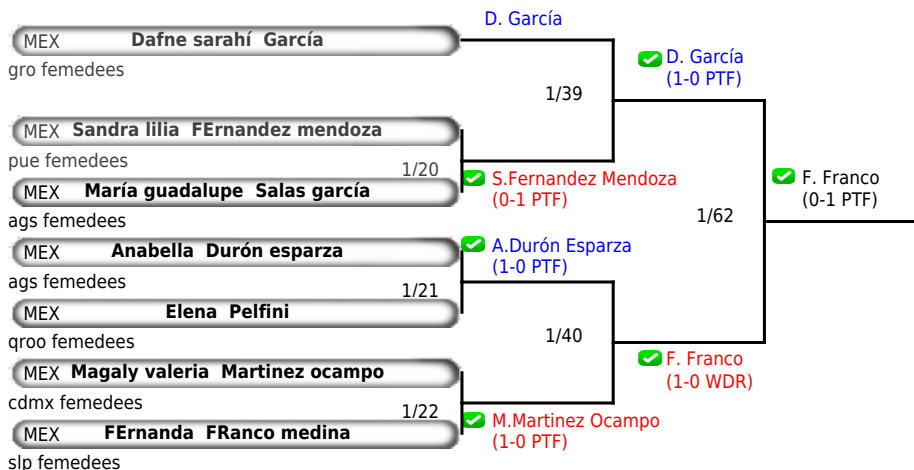 D. García
MEX Dafne sarahí García
gro femedees
D. García
(1-0 PTF)
1/39
MEX Sandra lilia FErnandez mendoza
pue femedees
1/20
S.Fernandez Mendoza
(0-1 PTF)
MEX María guadalupe Salas garcía
ags femedees
F. Franco
(0-1 PTF)
1/62
MEX Anabella Durón esparza
ags femedees
A.Durón Esparza
(1-0 PTF)
1/21
MEX Elena Pelfini
qroo femedees
1/40
F. Franco
(1-0 WDR)
MEX Magaly valeria Martinez ocampo
cdmx femedees
1/22
M.Martinez Ocampo
(1-0 PTF)
MEX FErnanda FRanco medina
slp femedees